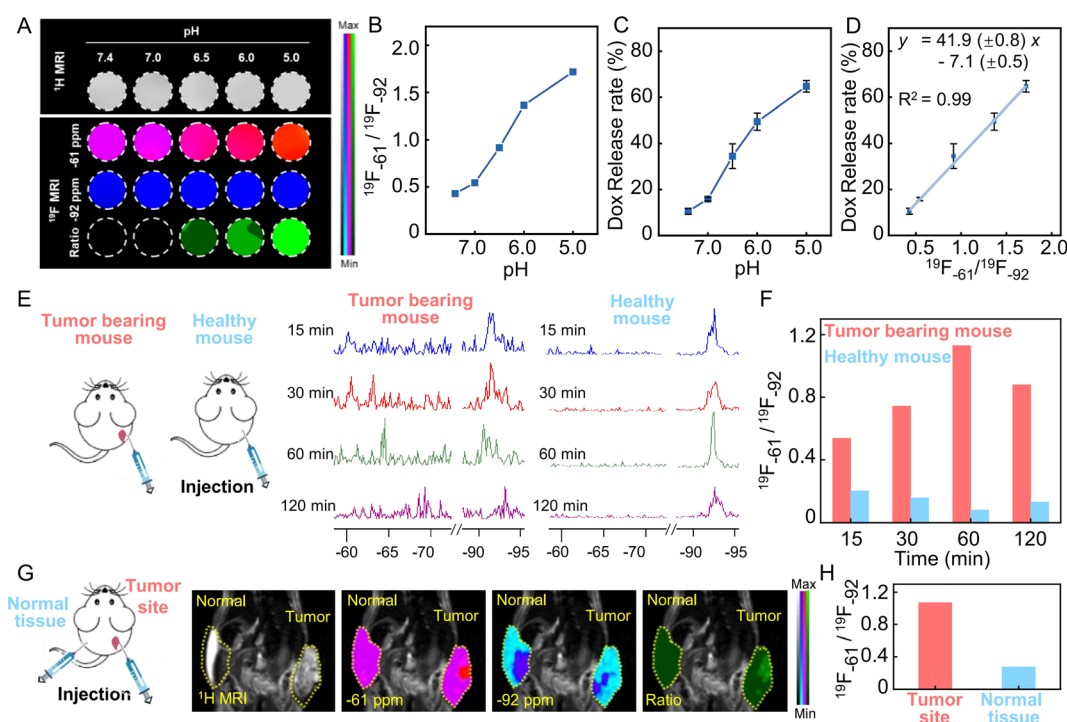 A
pH
7.4 7.0 6.5 6.0 5.0
¹H MRI
¹⁹F MRI
-61 ppm
-92 ppm
Ratio
Max
Min
B
¹⁹F₋₆₁ / ¹⁹F₋₉₂
2.0
1.5
1.0
0.5
0.0
7.0 6.0 5.0
pH
C
Dox Release rate (%)
80
60
40
20
0
7.0 6.0 5.0
pH
D
Dox Release rate (%)
y = 41.9 (±0.8) x
- 7.1 (±0.5)
R² = 0.99
80
60
40
20
0
0.5 1.0 1.5 2.0
¹⁹F₋₆₁/¹⁹F₋₉₂
E
Tumor bearing
mouse
Healthy
mouse
Injection
Tumor bearing
mouse
15 min
30 min
60 min
120 min
-60 -65 -70 -90 -95
Healthy
mouse
15 min
30 min
60 min
120 min
-60 -65 -70 -90 -95
F
Tumor bearing mouse
Healthy mouse
¹⁹F₋₆₁ / ¹⁹F₋₉₂
1.2
0.8
0.4
0
15 30 60 120
Time (min)
G
Normal
tissue
Tumor
site
Injection
Normal
Tumor
¹H MRI
Normal
Tumor
-61 ppm
Normal
Tumor
-92 ppm
Normal
Tumor
Ratio
Max
Min
H
¹⁹F₋₆₁ / ¹⁹F₋₉₂
1.2
0.8
0.4
0
Tumor
site
Normal
tissue